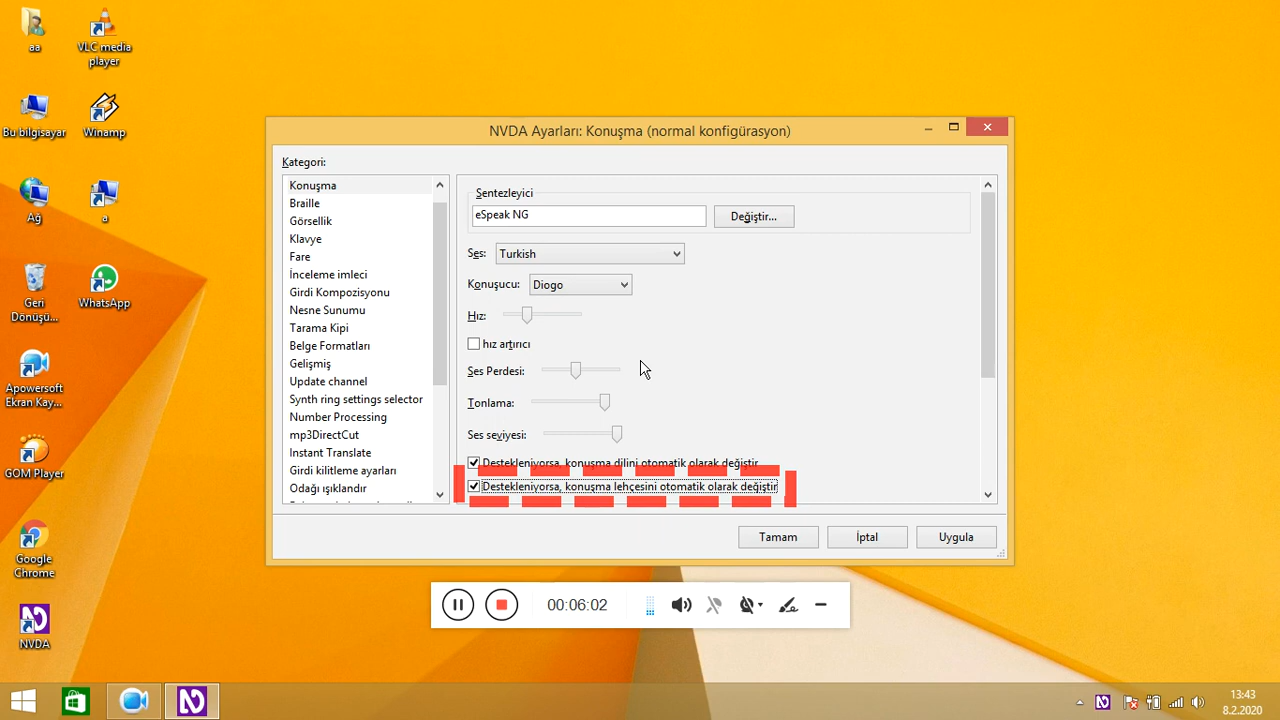 aa
VLC media
player
Bu bilgisayar
Winamp
Ağ
a
Geri
Dönüşü...
WhatsApp
Apowersoft
Ekran Kay...
GOM Player
Google
Chrome
NVDA
NVDA Ayarları: Konuşma (normal konfigürasyon)
Kategori:
Konuşma
Braille
Görsellik
Klavye
Fare
İnceleme imleci
Girdi Kompozisyonu
Nesne Sunumu
Tarama Kipi
Belge Formatları
Gelişmiş
Update channel
Synth ring settings selector
Number Processing
mp3DirectCut
Instant Translate
Girdi kilitleme ayarları
Odağı ışıklandır
Sentezleyici
eSpeak NG
Değiştir...
Ses: Turkish
Konuşucu: Diogo
Hız:
hız artırıcı
Ses Perdesi:
Tonlama:
Ses seviyesi:
Destekleniyorsa, konuşma dilini otomatik olarak değiştir
Destekleniyorsa, konuşma lehçesini otomatik olarak değiştir
Tamam
İptal
Uygula
00:06:02
13:43
8.2.2020